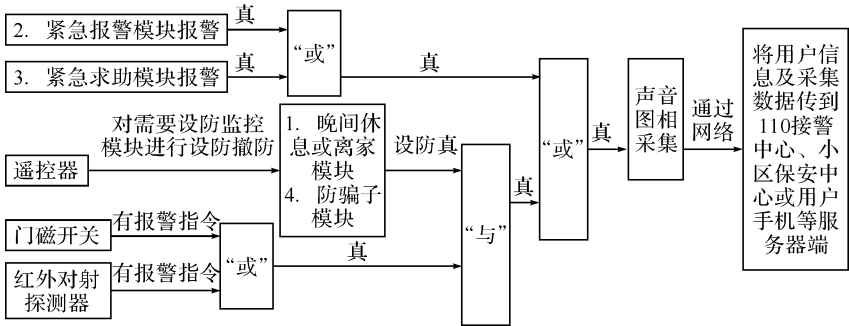 2. 紧急报警模块报警
真
3. 紧急求助模块报警
真
“或”
真
对需要设防监控
模块进行设防撤防
遥控器
1. 晚间休
息或离家
模块
4. 防骗子
模块
设防真
门磁开关
有报警指令
红外对射
探测器
有报警指令
“或”
真
“与”
真
“或”
真
声音
图相
采集
通过
网络
将用户信
息及采集
数据传到
110接警
中心、小
区保安中
心或用户
手机等服
务器端